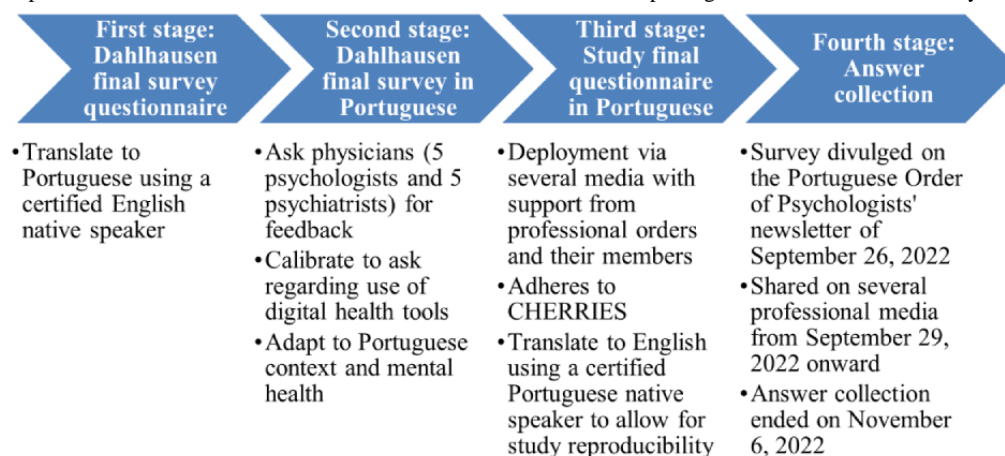 First stage:
Dahlhausen
final survey
questionnaire
Second stage:
Dahlhausen
final survey in
Portuguese
Third stage:
Study final
questionnaire
in Portuguese
Fourth stage:
Answer
collection
•Translate to
Portuguese using a
certified English
native speaker
•Ask physicians (5
psychologists and 5
psychiatrists) for
feedback
•Calibrate to ask
regarding use of
digital health tools
•Adapt to Portuguese
context and mental
health
•Deployment via
several media with
support from
professional orders
and their members
•Adheres to
CHERRIES
•Translate to English
using a certified
Portuguese native
speaker to allow for
study reproducibility
•Survey divulged on
the Portuguese Order
of Psychologists'
newsletter of
September 26, 2022
•Shared on several
professional media
from September 29,
2022 onward
•Answer collection
ended on November
6, 2022